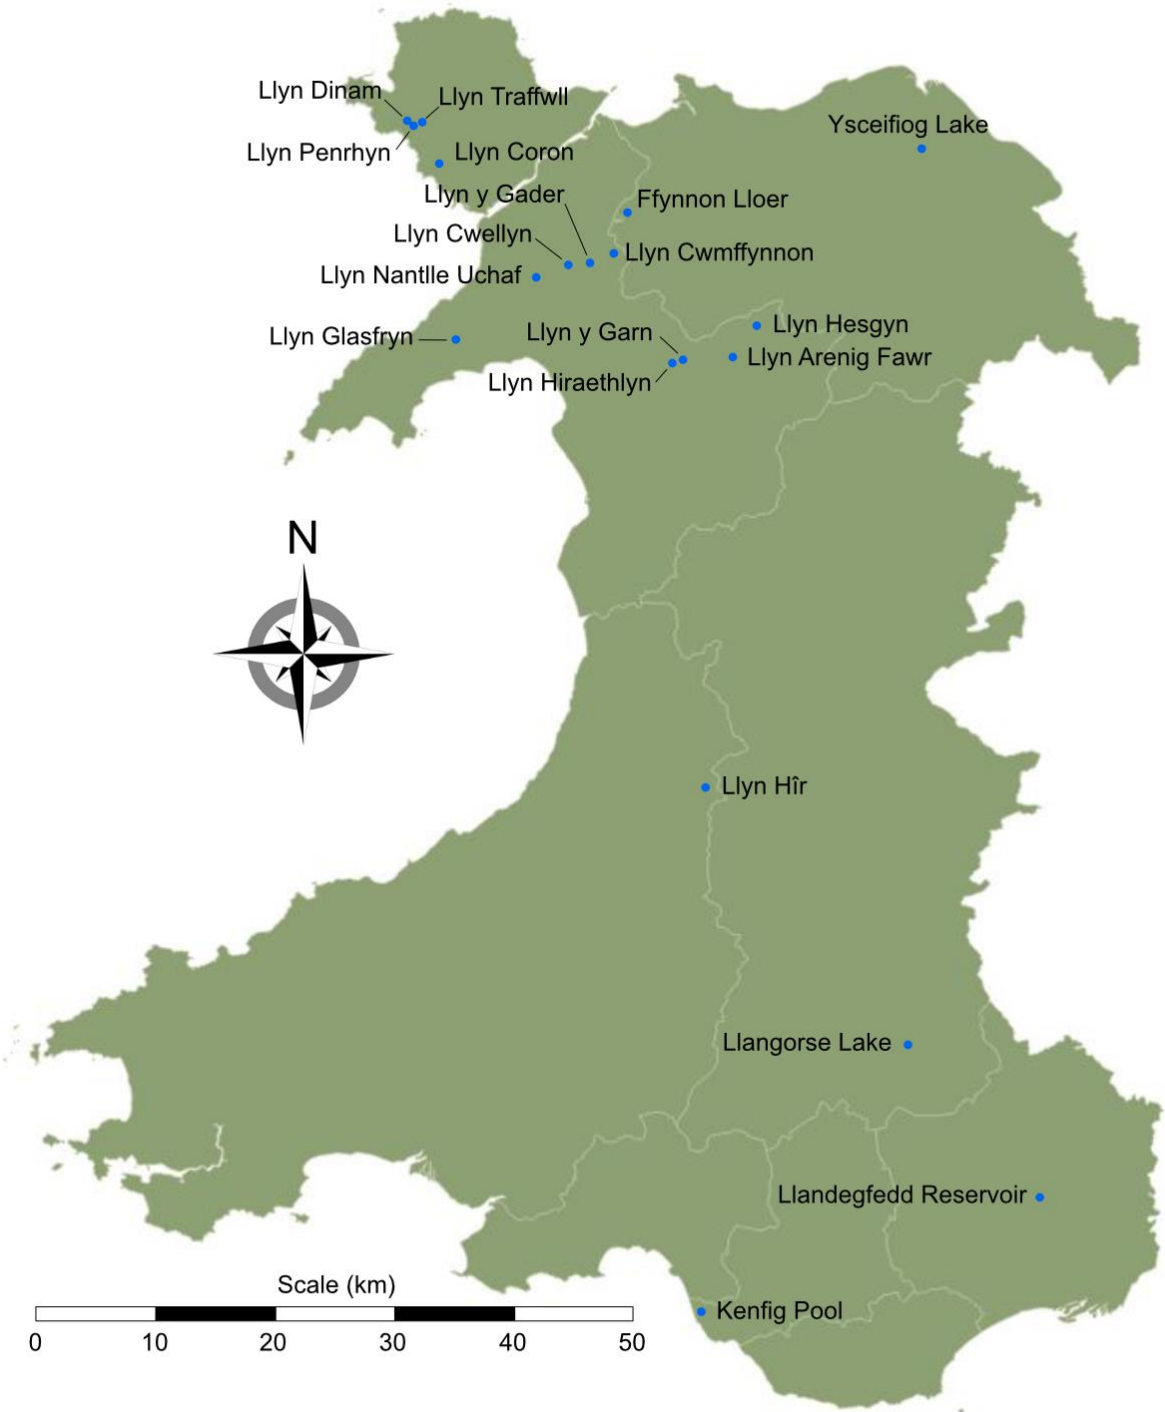 Llyn Dinam
Llyn Traffwll
Ysceifiog Lake
Llyn Penrhyn
Llyn Coron
Llyn y Gader
Ffynnon Lloer
Llyn Cwellyn
Llyn Cwmffynnon
Llyn Nantlle Uchaf
Llyn Hesgyn
Llyn Glasfryn
Llyn y Garn
Llyn Arenig Fawr
Llyn Hiraethlyn
N
Llyn Hîr
Llangorse Lake
Llandegfedd Reservoir
Scale (km)
Kenfig Pool
0 10 20 30 40 50